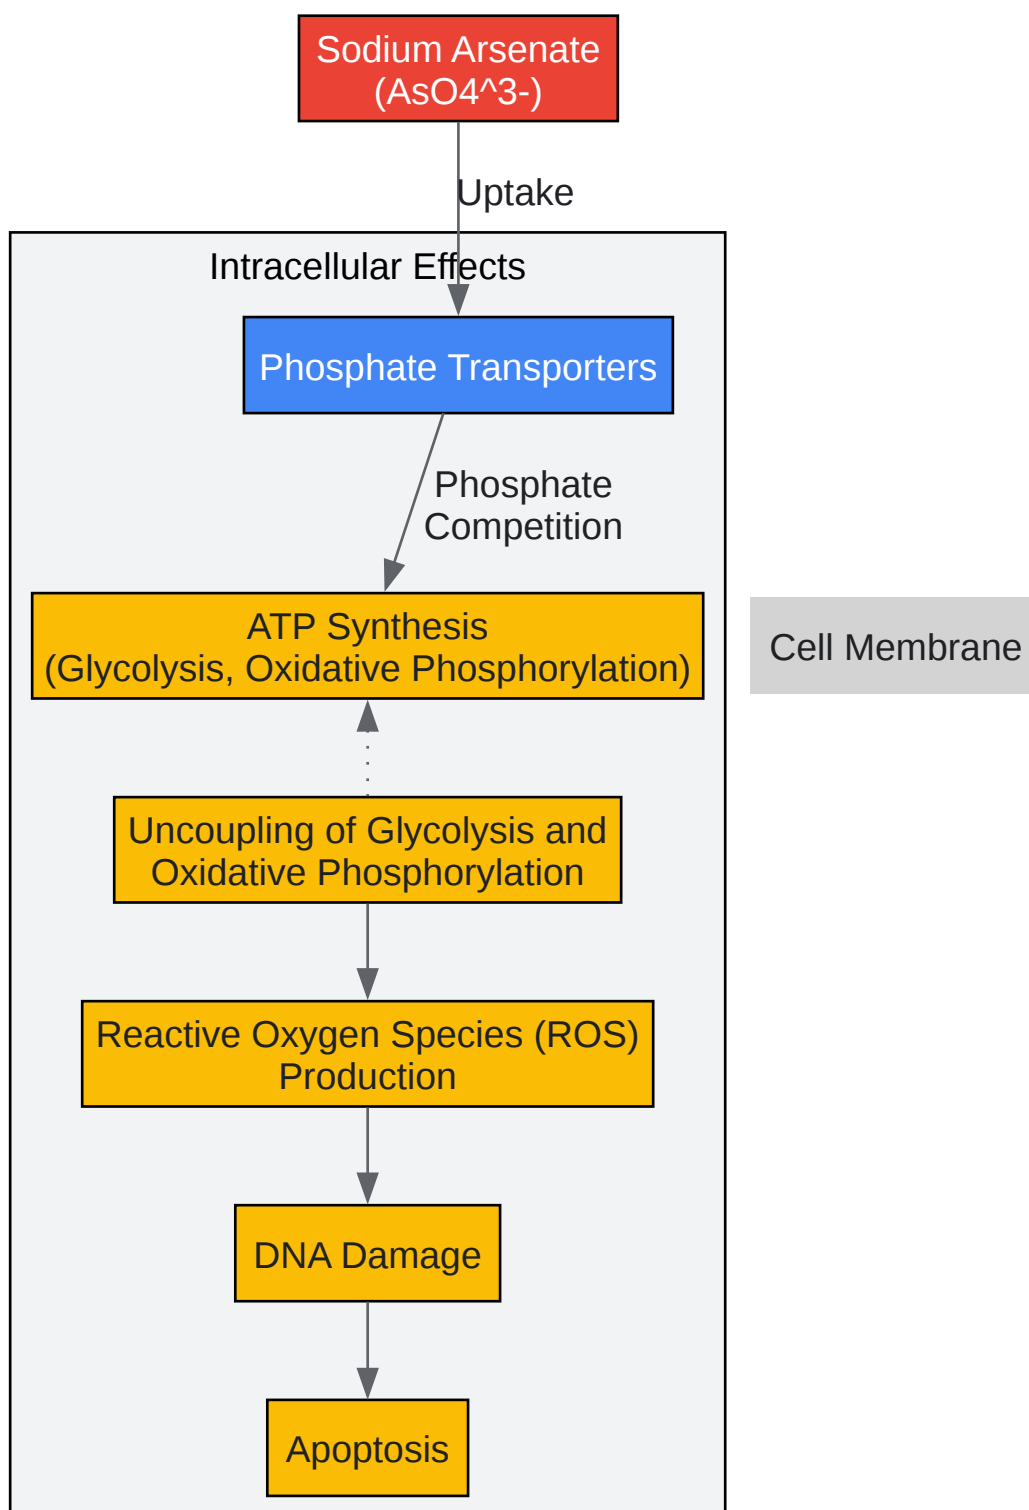 Sodium Arsenate
(AsO4^3-)
Uptake
Intracellular Effects
Phosphate Transporters
Phosphate
Competition
ATP Synthesis
(Glycolysis, Oxidative Phosphorylation)
Cell Membrane
Uncoupling of Glycolysis and
Oxidative Phosphorylation
Reactive Oxygen Species (ROS)
Production
DNA Damage
Apoptosis